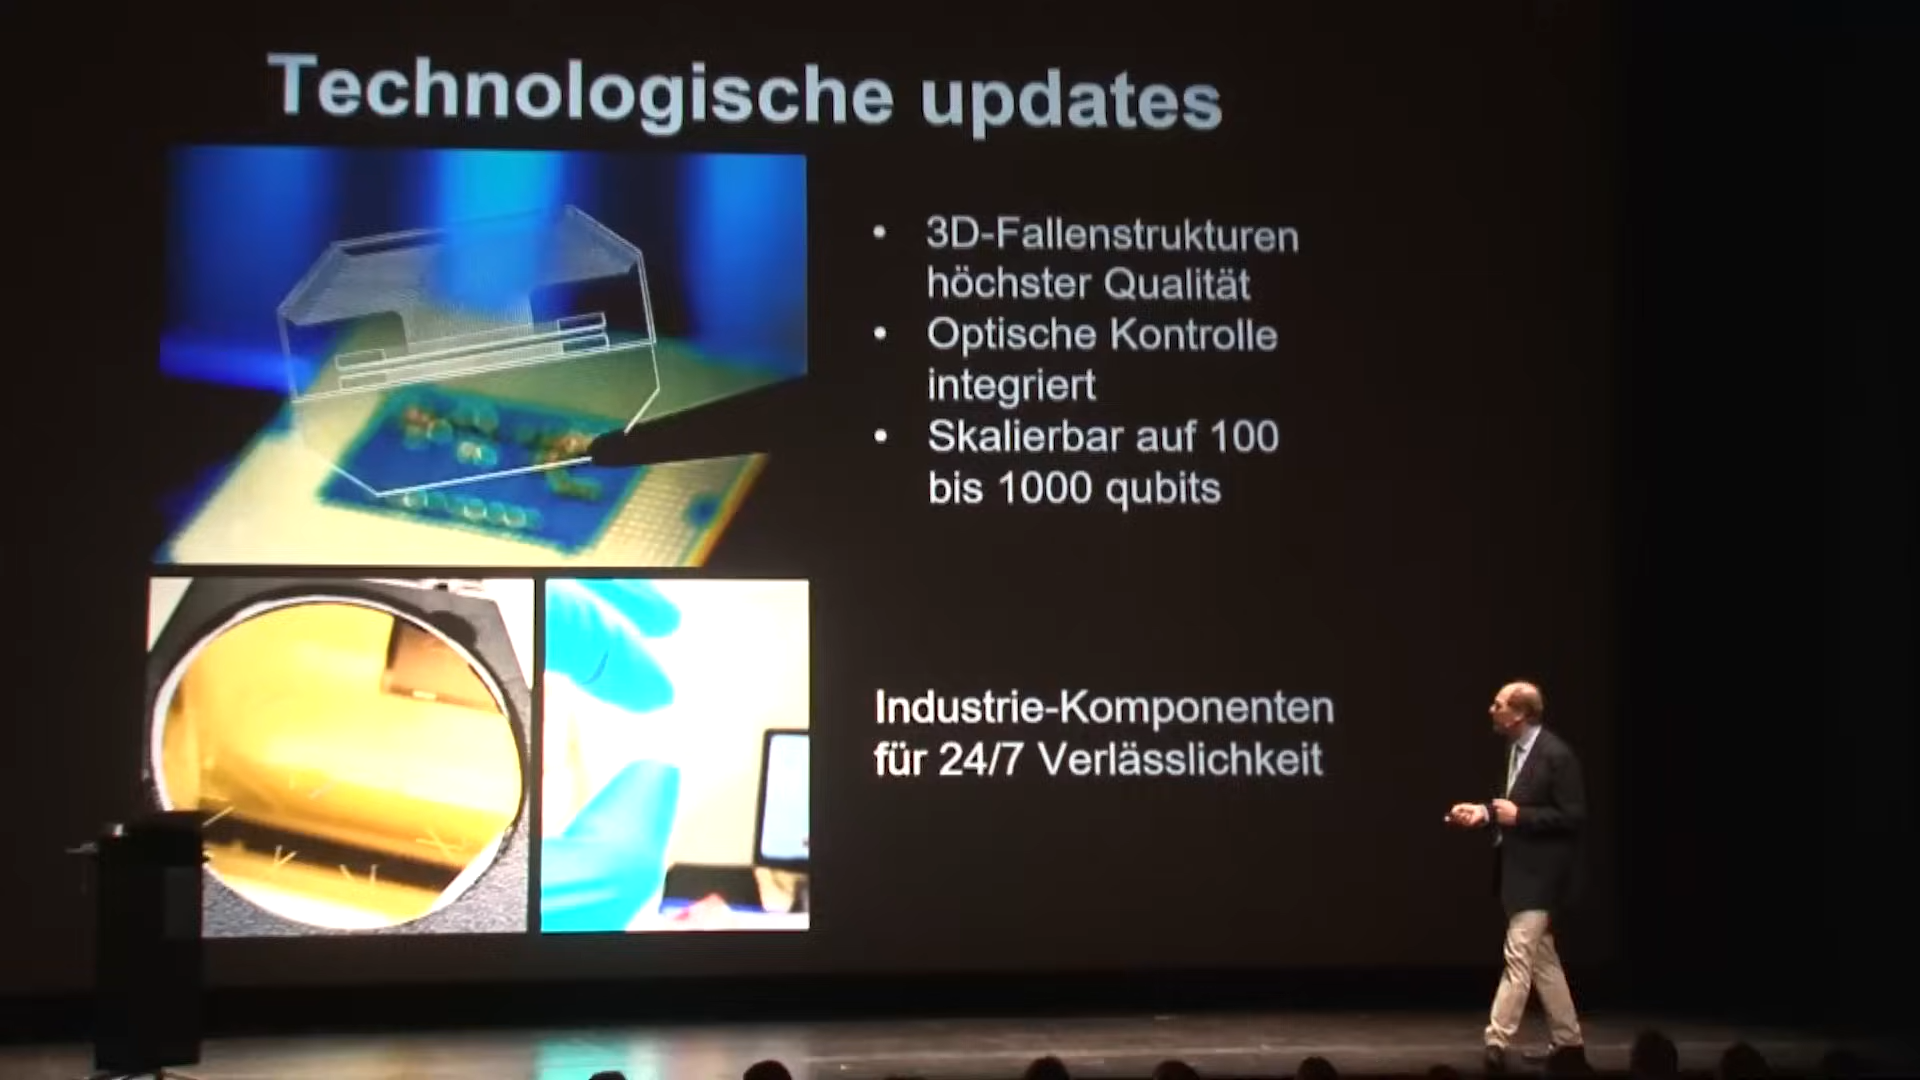 Technologische updates
• 3D-Fallenstrukturen
höchster Qualität
• Optische Kontrolle
integriert
• Skalierbar auf 100
bis 1000 qubits
Industrie-Komponenten
für 24/7 Verlässlichkeit